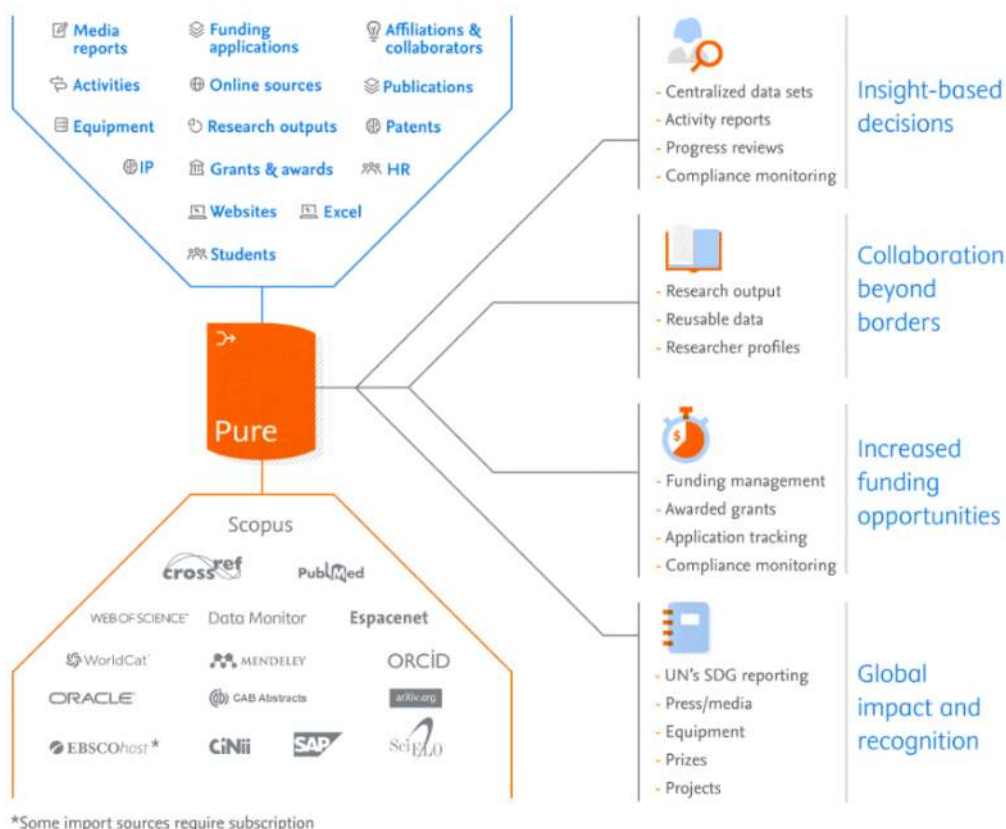 Media
reports
Funding
applications
Affiliations &
collaborators
Activities
Online sources
Publications
Equipment
Research outputs
Patents
IP
Grants & awards
HR
Websites
Excel
Students
Pure
Scopus
crossref
PubMed
WEB OF SCIENCE™
Data Monitor
Espacenet
WorldCat®
MENDELEY
ORCID
ORACLE®
CAB Abstracts
arXiv.org
EBSCOhost*
CiNii
SAP
SciELO
*Some import sources require subscription
- Centralized data sets
- Activity reports
- Progress reviews
- Compliance monitoring
Insight-based
decisions
- Research output
- Reusable data
- Researcher profiles
Collaboration
beyond
borders
$
- Funding management
- Awarded grants
- Application tracking
- Compliance monitoring
Increased
funding
opportunities
- UN's SDG reporting
- Press/media
- Equipment
- Prizes
- Projects
Global
impact and
recognition